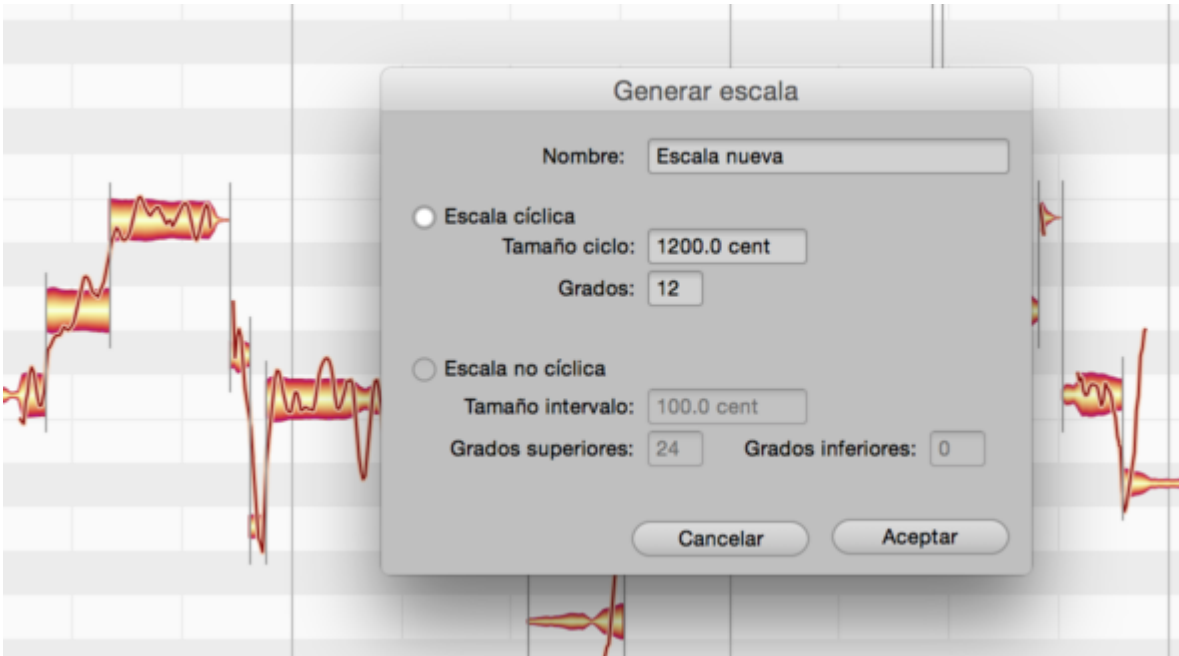 Generar escala
Nombre: Escala nueva
Escala cíclica
Tamaño ciclo: 1200.0 cent
Grados: 12
Escala no cíclica
Tamaño intervalo: 100.0 cent
Grados superiores: 24 Grados inferiores: 0
Cancelar Aceptar